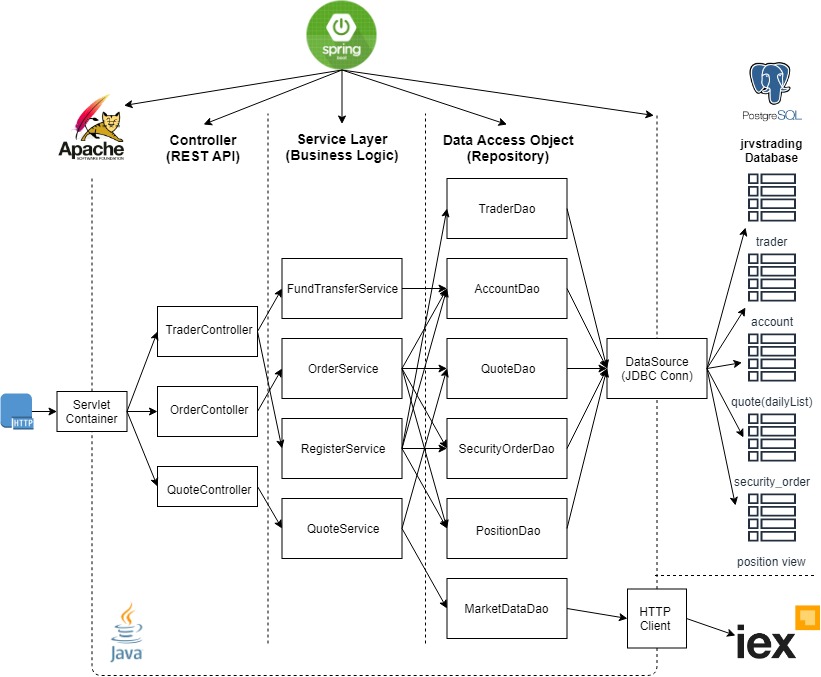 spring
boot
PostgreSQL
Apache
SOFTWARE FOUNDATION
Controller
(REST API)
Service Layer
(Business Logic)
Data Access Object
(Repository)
jrvstrading
Database
TraderDao
trader
FundTransferService
AccountDao
TraderController
account
OrderService
QuoteDao
DataSource
(JDBC Conn)
HTTP
Servlet
Container
OrderContoller
quote(dailyList)
RegisterService
SecurityOrderDao
QuoteController
security_order
QuoteService
PositionDao
position view
MarketDataDao
HTTP
Client
Java
iex